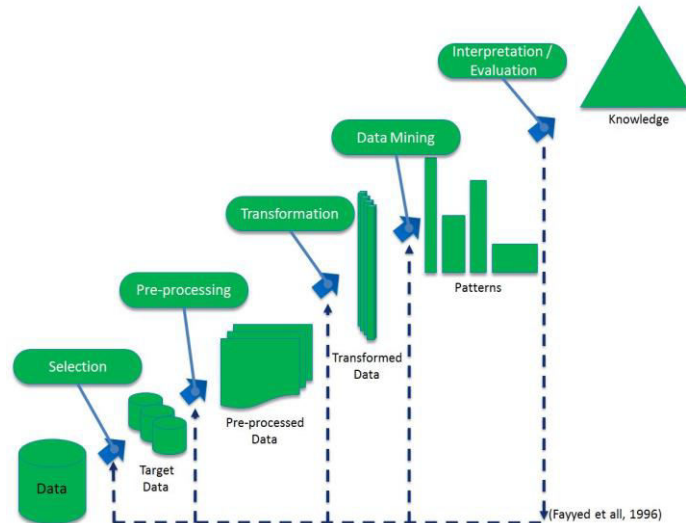 Interpretation /
Evaluation
Knowledge
Data Mining
Patterns
Transformation
Transformed
Data
Pre-processing
Pre-processed
Data
Selection
Target
Data
Data
(Fayyed et all, 1996)